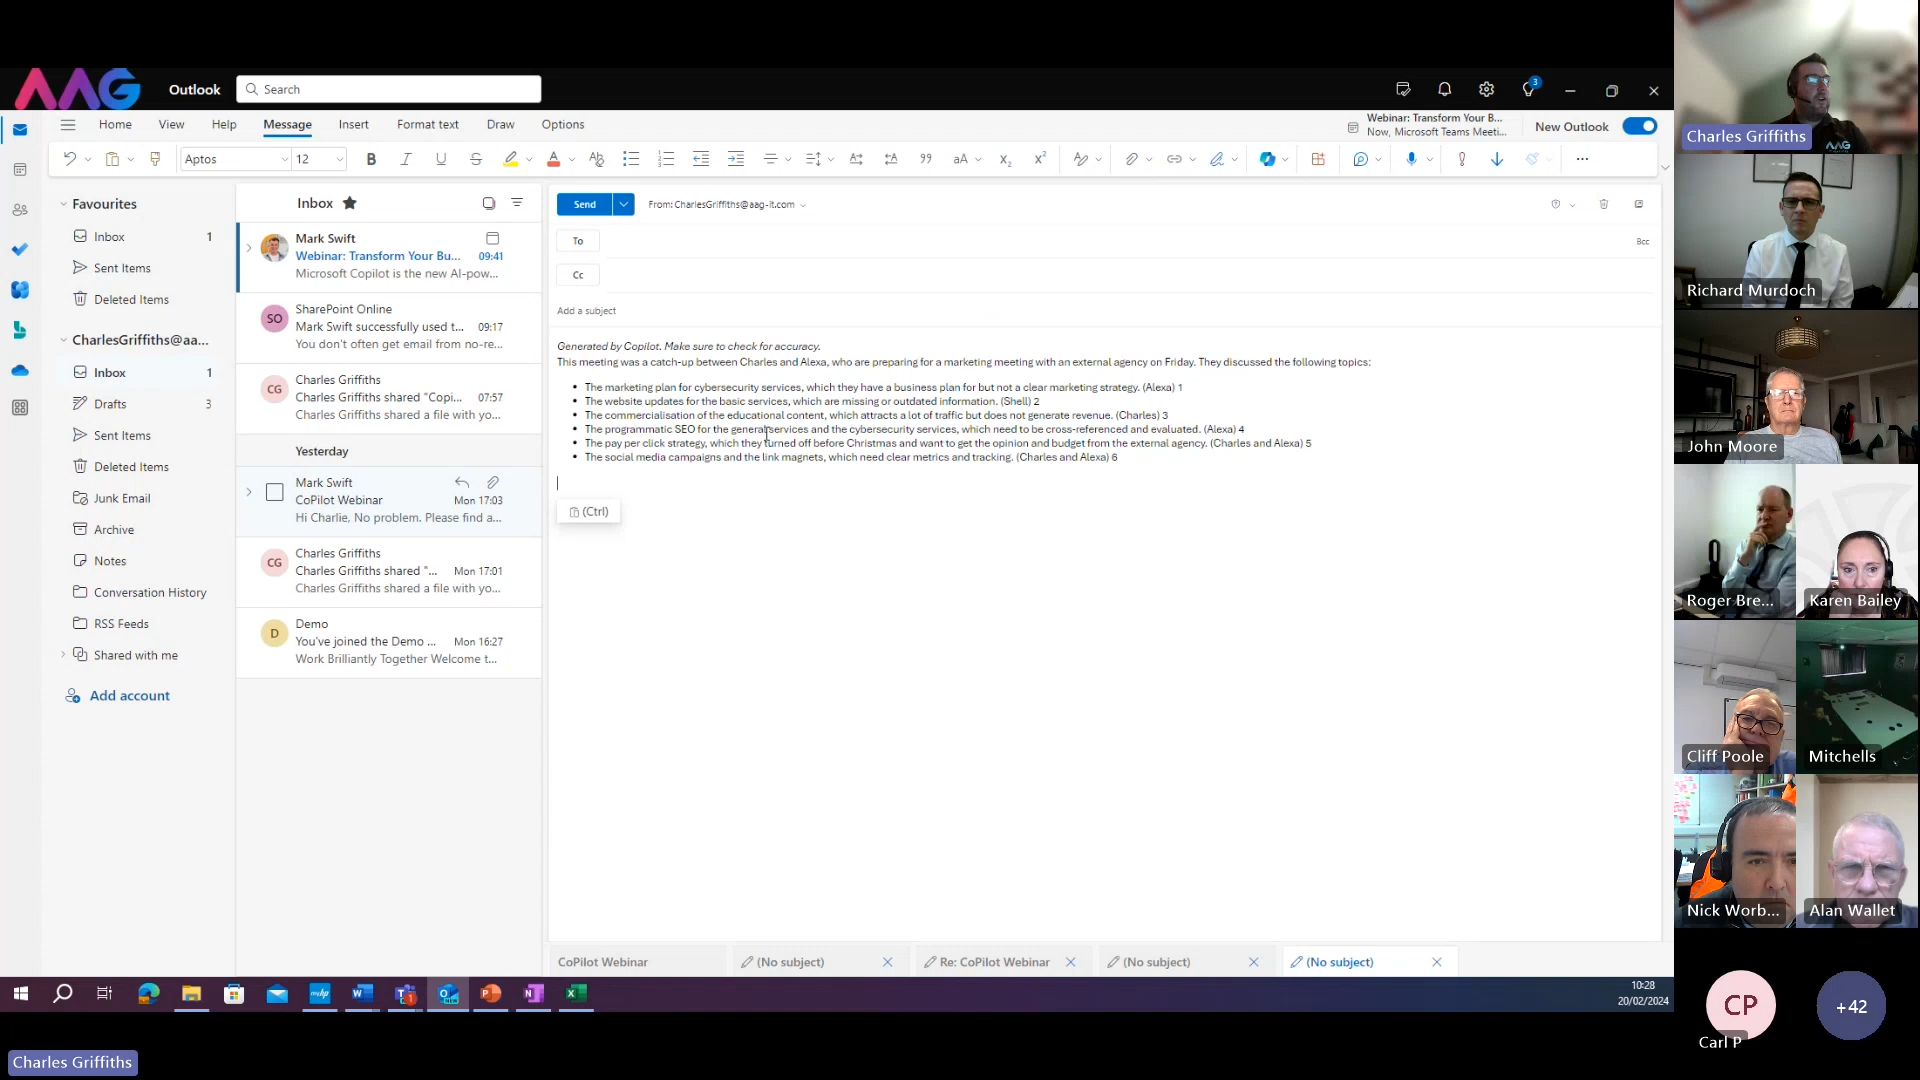 AAG
Outlook
Search
3
Home
View
Help
Message
Insert
Format text
Draw
Options
Webinar: Transform Your B...
Now, Microsoft Teams Meeti...
New Outlook
Aptos
12
Favourites
Inbox 1
Sent Items
Deleted Items
CharlesGriffiths@aa...
Inbox 1
Drafts 3
Sent Items
Deleted Items
Junk Email
Archive
Notes
Conversation History
RSS Feeds
Shared with me
Add account
Inbox
Mark Swift
Webinar: Transform Your Bu... 09:41
Microsoft Copilot is the new AI-pow...
SO
SharePoint Online
Mark Swift successfully used t... 09:17
You don't often get email from no-re...
CG
Charles Griffiths
Charles Griffiths shared "Copi... 07:57
Charles Griffiths shared a file with yo...
Yesterday
Mark Swift
CoPilot Webinar Mon 17:03
Hi Charlie, No problem. Please find a...
CG
Charles Griffiths
Charles Griffiths shared "... Mon 17:01
Charles Griffiths shared a file with yo...
D
Demo
You've joined the Demo ... Mon 16:27
Work Brilliantly Together Welcome t...
Send
From: CharlesGriffiths@aag-it.com
To
Bcc
Cc
Add a subject
Generated by Copilot. Make sure to check for accuracy.
This meeting was a catch-up between Charles and Alexa, who are preparing for a marketing meeting with an external agency on Friday. They discussed the following topics:
• The marketing plan for cybersecurity services, which they have a business plan for but not a clear marketing strategy. (Alexa) 1
• The website updates for the basic services, which are missing or outdated information. (Shell) 2
• The commercialisation of the educational content, which attracts a lot of traffic but does not generate revenue. (Charles) 3
• The programmatic SEO for the general services and the cybersecurity services, which need to be cross-referenced and evaluated. (Alexa) 4
• The pay per click strategy, which they turned off before Christmas and want to get the opinion and budget from the external agency. (Charles and Alexa) 5
• The social media campaigns and the link magnets, which need clear metrics and tracking. (Charles and Alexa) 6
(Ctrl)
CoPilot Webinar
(No subject)
Re: CoPilot Webinar
(No subject)
(No subject)
10:28
20/02/2024
Charles Griffiths
AAG
Richard Murdoch
John Moore
Roger Bre...
Karen Bailey
Cliff Poole
Mitchells
Nick Worb...
Alan Wallet
CP
Carl P
+42
Charles Griffiths